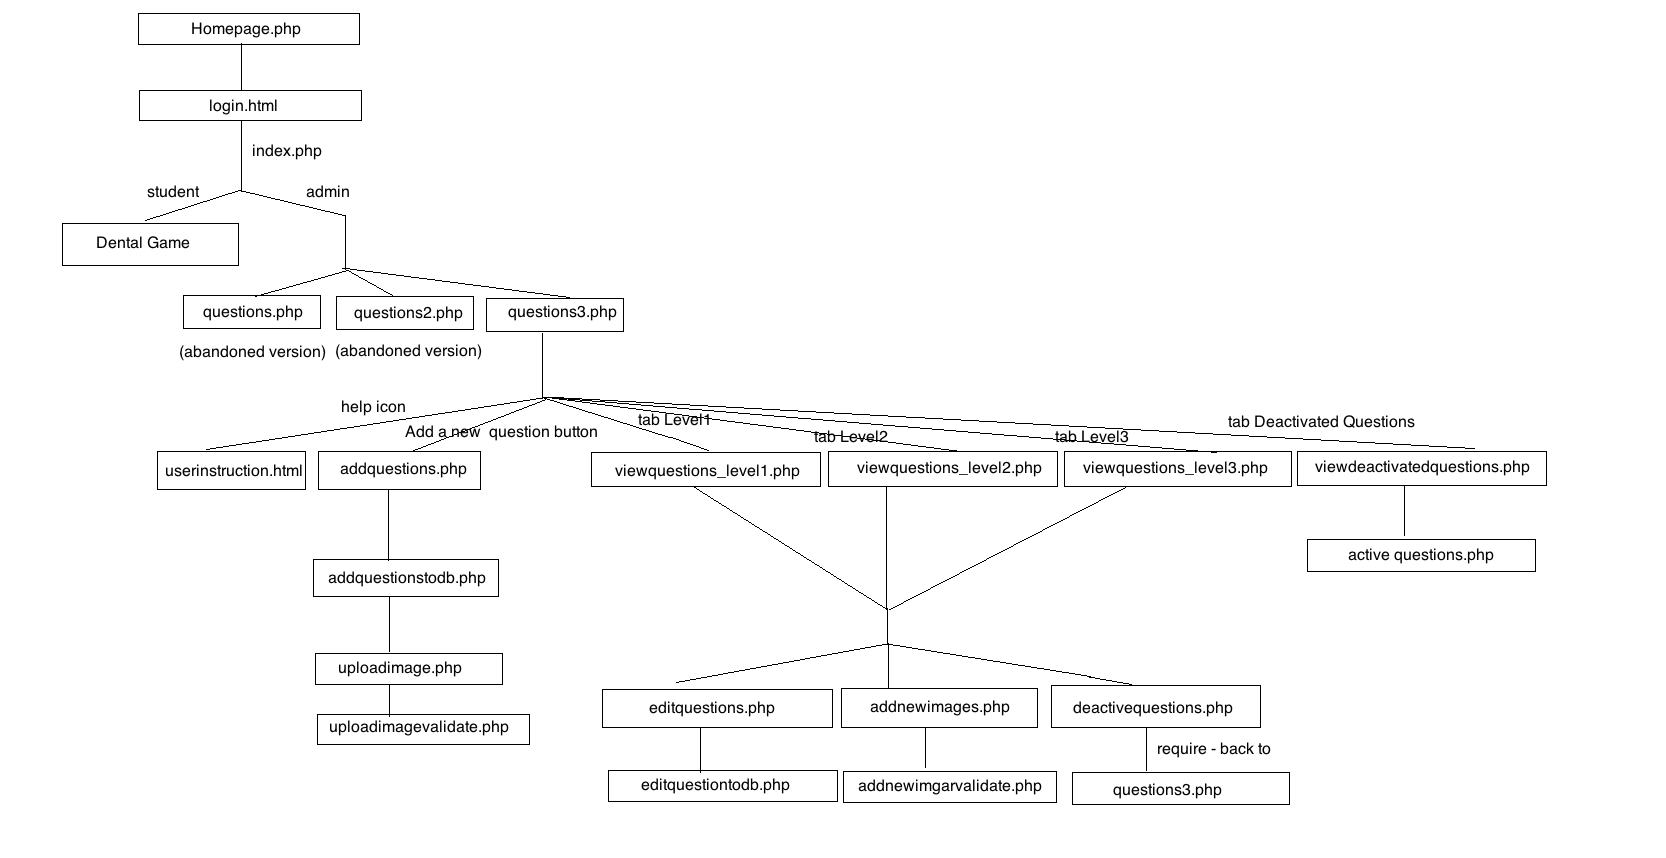 Homepage.php
login.html
index.php
student
admin
Dental Game
questions.php
questions2.php
questions3.php
(abandoned version)
(abandoned version)
help icon
Add a new  question button
tab Level1
tab Level2
tab Level3
tab Deactivated Questions
userinstruction.html
addquestions.php
viewquestions_level1.php
viewquestions_level2.php
viewquestions_level3.php
viewdeactivatedquestions.php
active questions.php
addquestionstodb.php
uploadimage.php
uploadimagevalidate.php
editquestions.php
addnewimages.php
deactivequestions.php
require - back to
editquestiontodb.php
addnewimgarvalidate.php
questions3.php